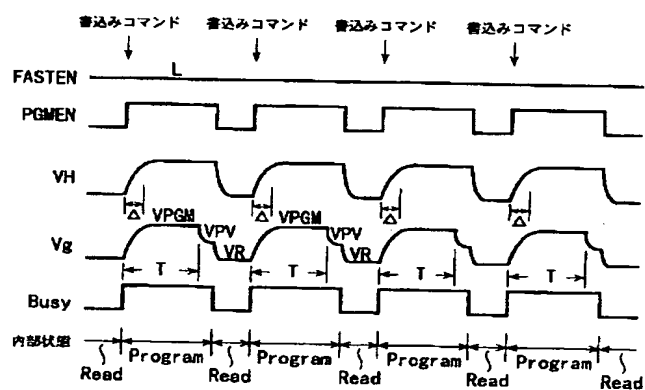 書込みコマンド 書込みコマンド 書込みコマンド 書込みコマンド
FASTEN L
PGMEN
VH
Δ Δ Δ Δ
VPGM VPV VPGM VPV
Vg VR VR
T T T T
Busy
内部状態 Program Program Program Program
Read Read Read Read Read